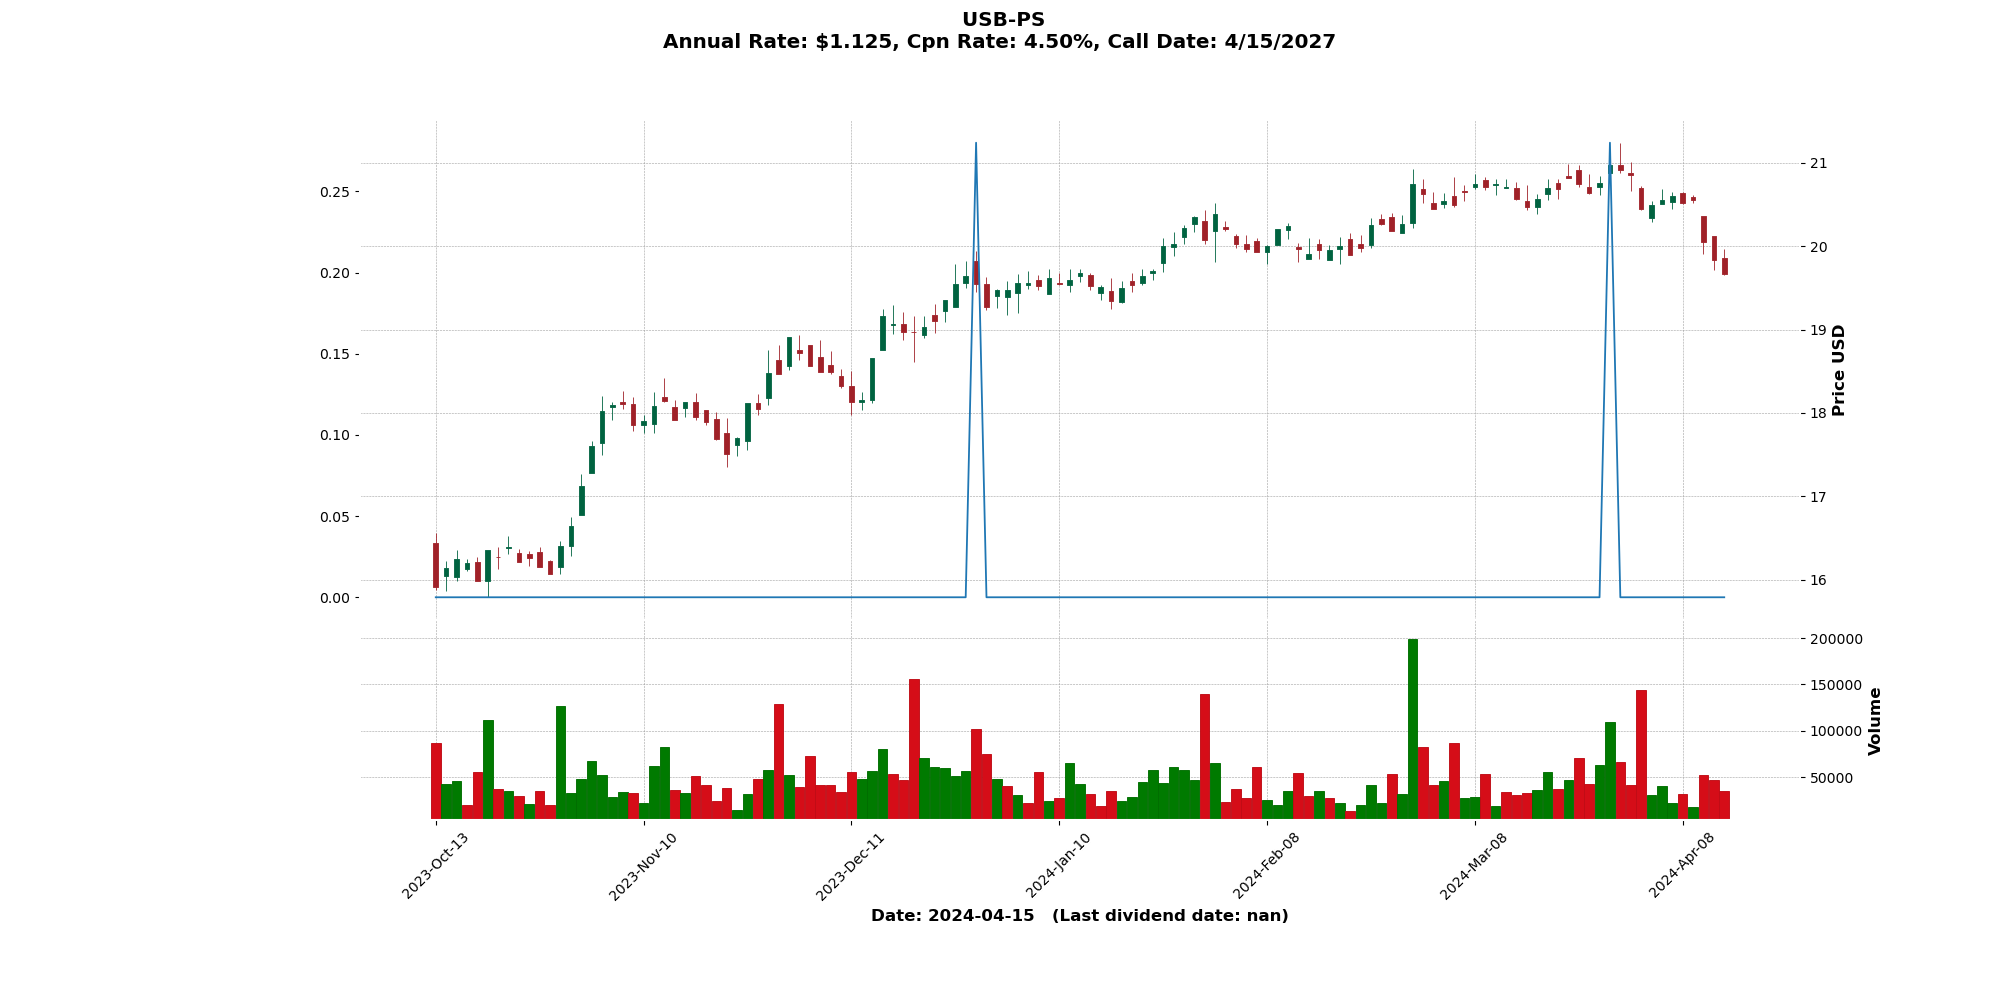 USB-PS
Annual Rate: $1.125, Cpn Rate: 4.50%, Call Date: 4/15/2027
0.25
0.20
0.15
0.10
0.05
0.00
21
20
19
18
17
16
Price USD
200000
150000
100000
50000
Volume
2023-Oct-13
2023-Nov-10
2023-Dec-11
2024-Jan-10
2024-Feb-08
2024-Mar-08
2024-Apr-08
Date: 2024-04-15 (Last dividend date: nan)